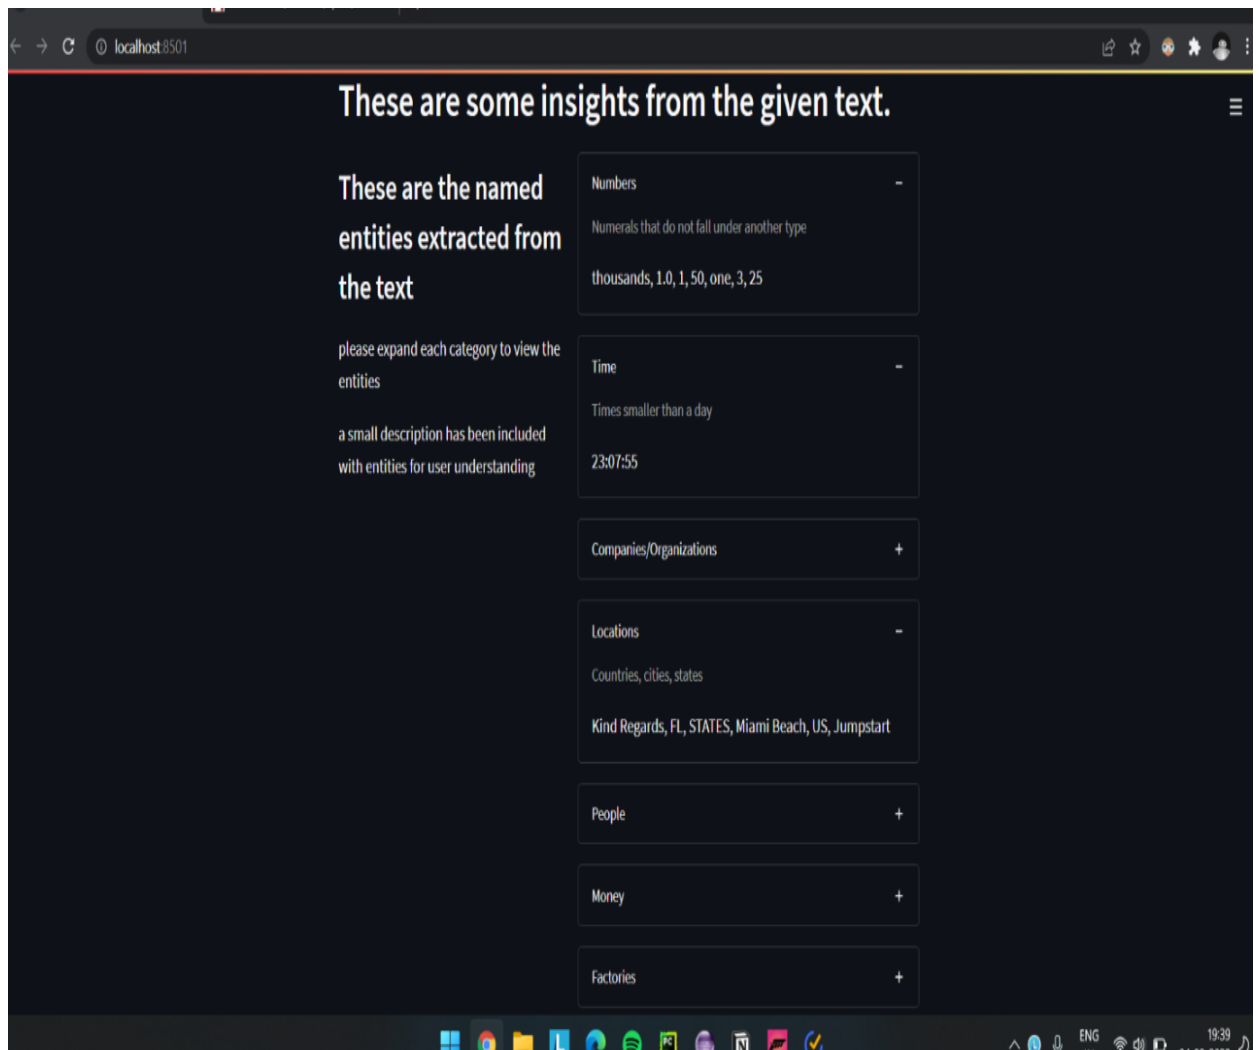 localhost:8501
These are some insights from the given text.
These are the named
entities extracted from
the text
please expand each category to view the
entities
a small description has been included
with entities for user understanding
Numbers
Numerals that do not fall under another type
thousands, 1.0, 1, 50, one, 3, 25
Time
Times smaller than a day
23:07:55
Companies/Organizations
Locations
Countries, cities, states
Kind Regards, FL, STATES, Miami Beach, US, Jumpstart
People
Money
Factories
ENG
19:39